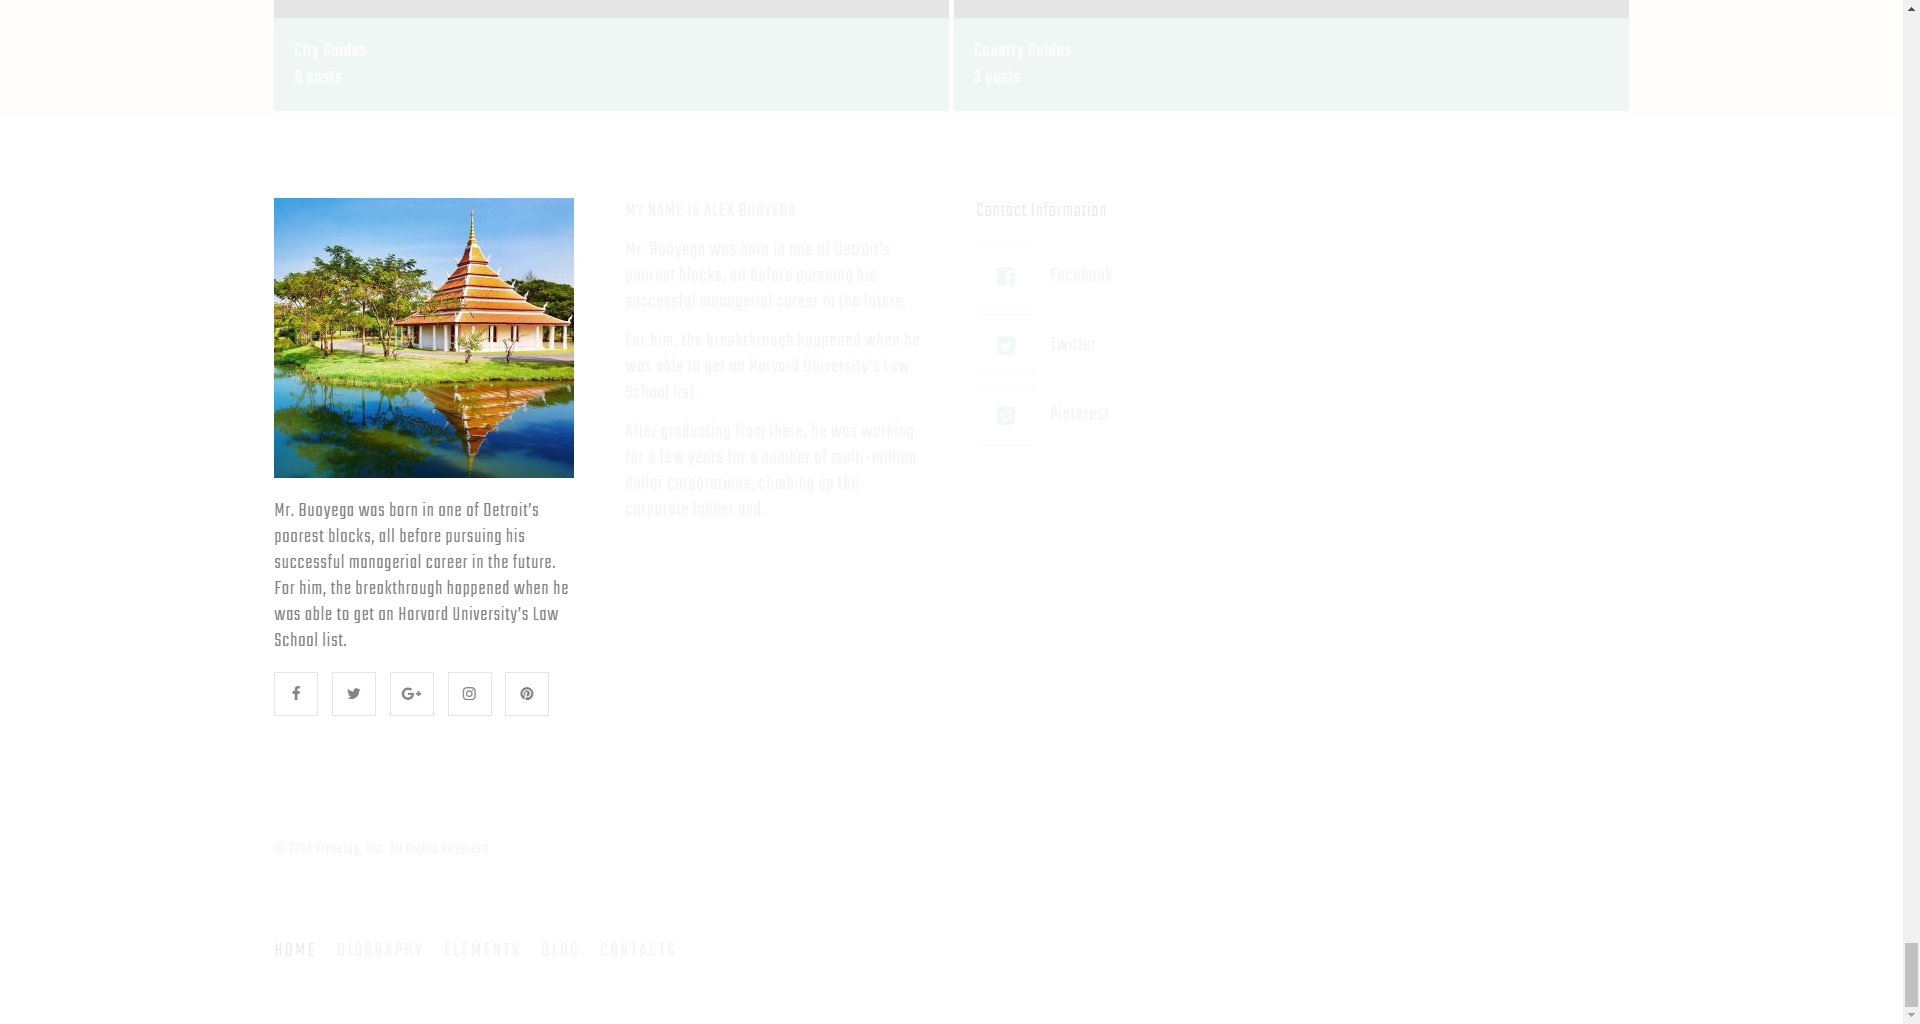 City Guides
6 posts
Country Guides
3 posts
Mr. Buoyega was born in one of Detroit's
poorest blocks, all before pursuing his
successful managerial career in the future.
For him, the breakthrough happened when he
was able to get on Harvard University's Law
School list.
MY NAME IS ALEX BUOYEGA
Mr. Buoyega was born in one of Detroit's
poorest blocks, all before pursuing his
successful managerial career in the future.
For him, the breakthrough happened when he
was able to get on Harvard University's Law
School list.
After graduating from there, he was working
for a few years for a number of multi-million
dollar corporations, climbing up the
corporate ladder and..
Contact Information
Facebook
Twitter
Pinterest
© 2016 Travelog, Inc. All Rights Reserved
HOME BIOGRAPHY ELEMENTS BLOG CONTACTS